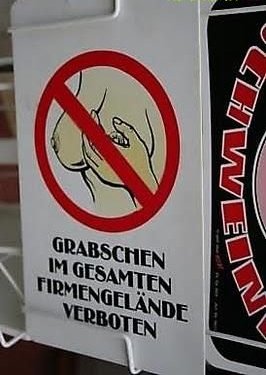 GRABSCHEN
IM GESAMTEN
FIRMENGELÄNDE
VERBOTEN